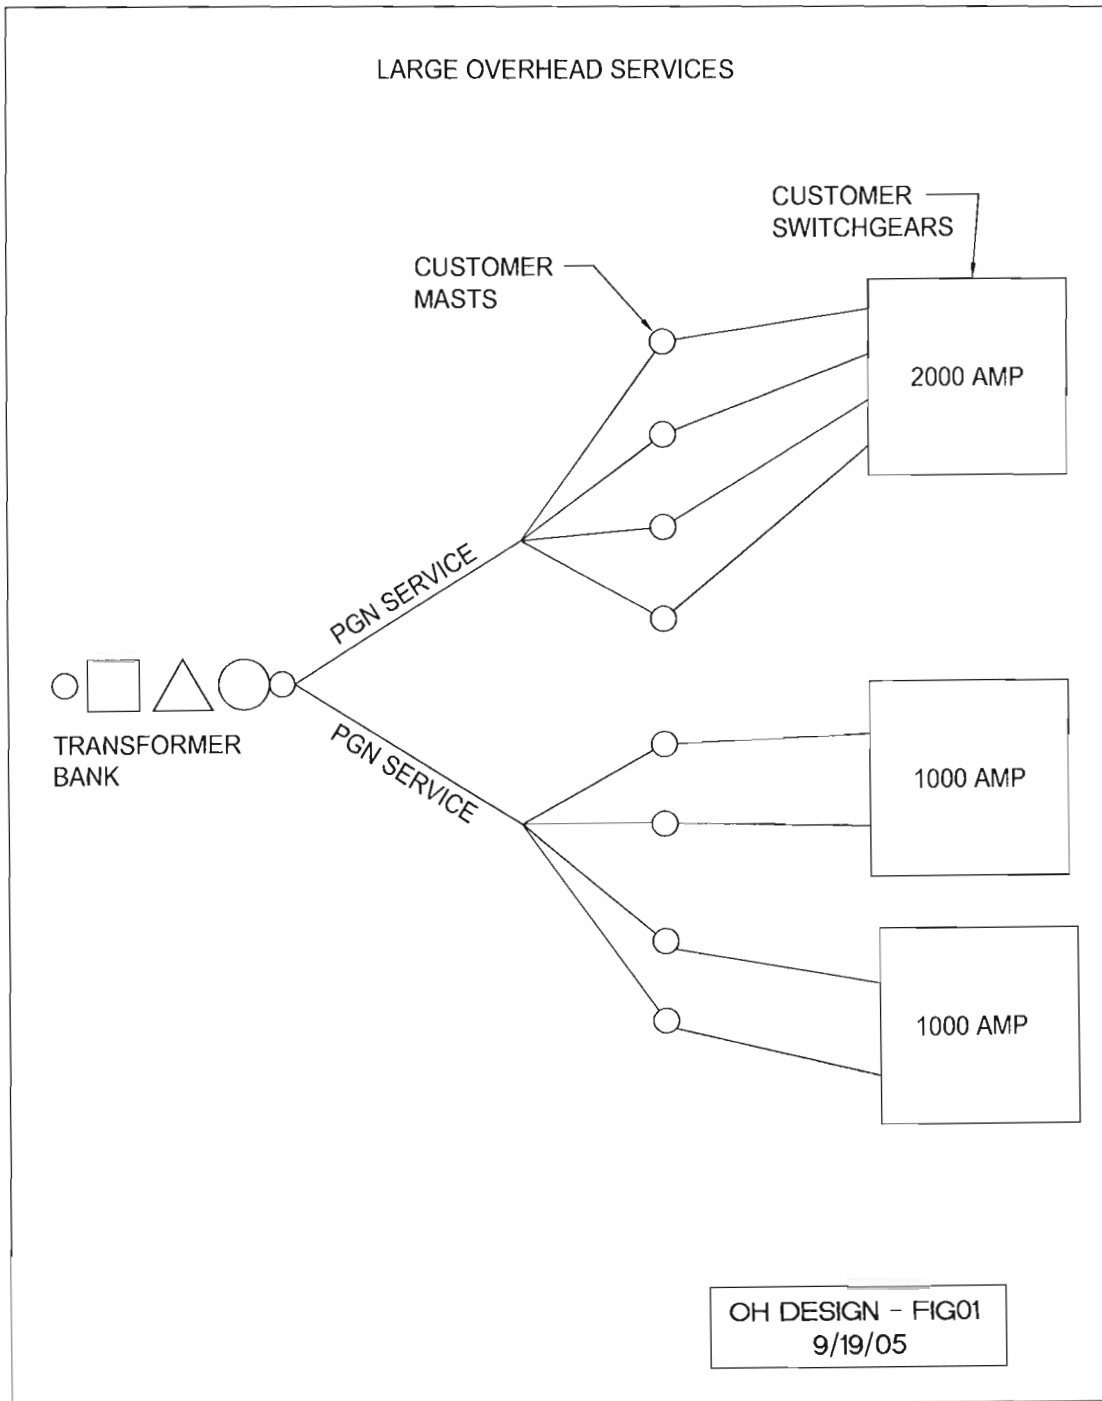 LARGE OVERHEAD SERVICES
CUSTOMER
SWITCHGEARS
CUSTOMER
MASTS
2000 AMP
PGN SERVICE
TRANSFORMER
BANK
PGN SERVICE
1000 AMP
1000 AMP
OH DESIGN - FIG01
9/19/05